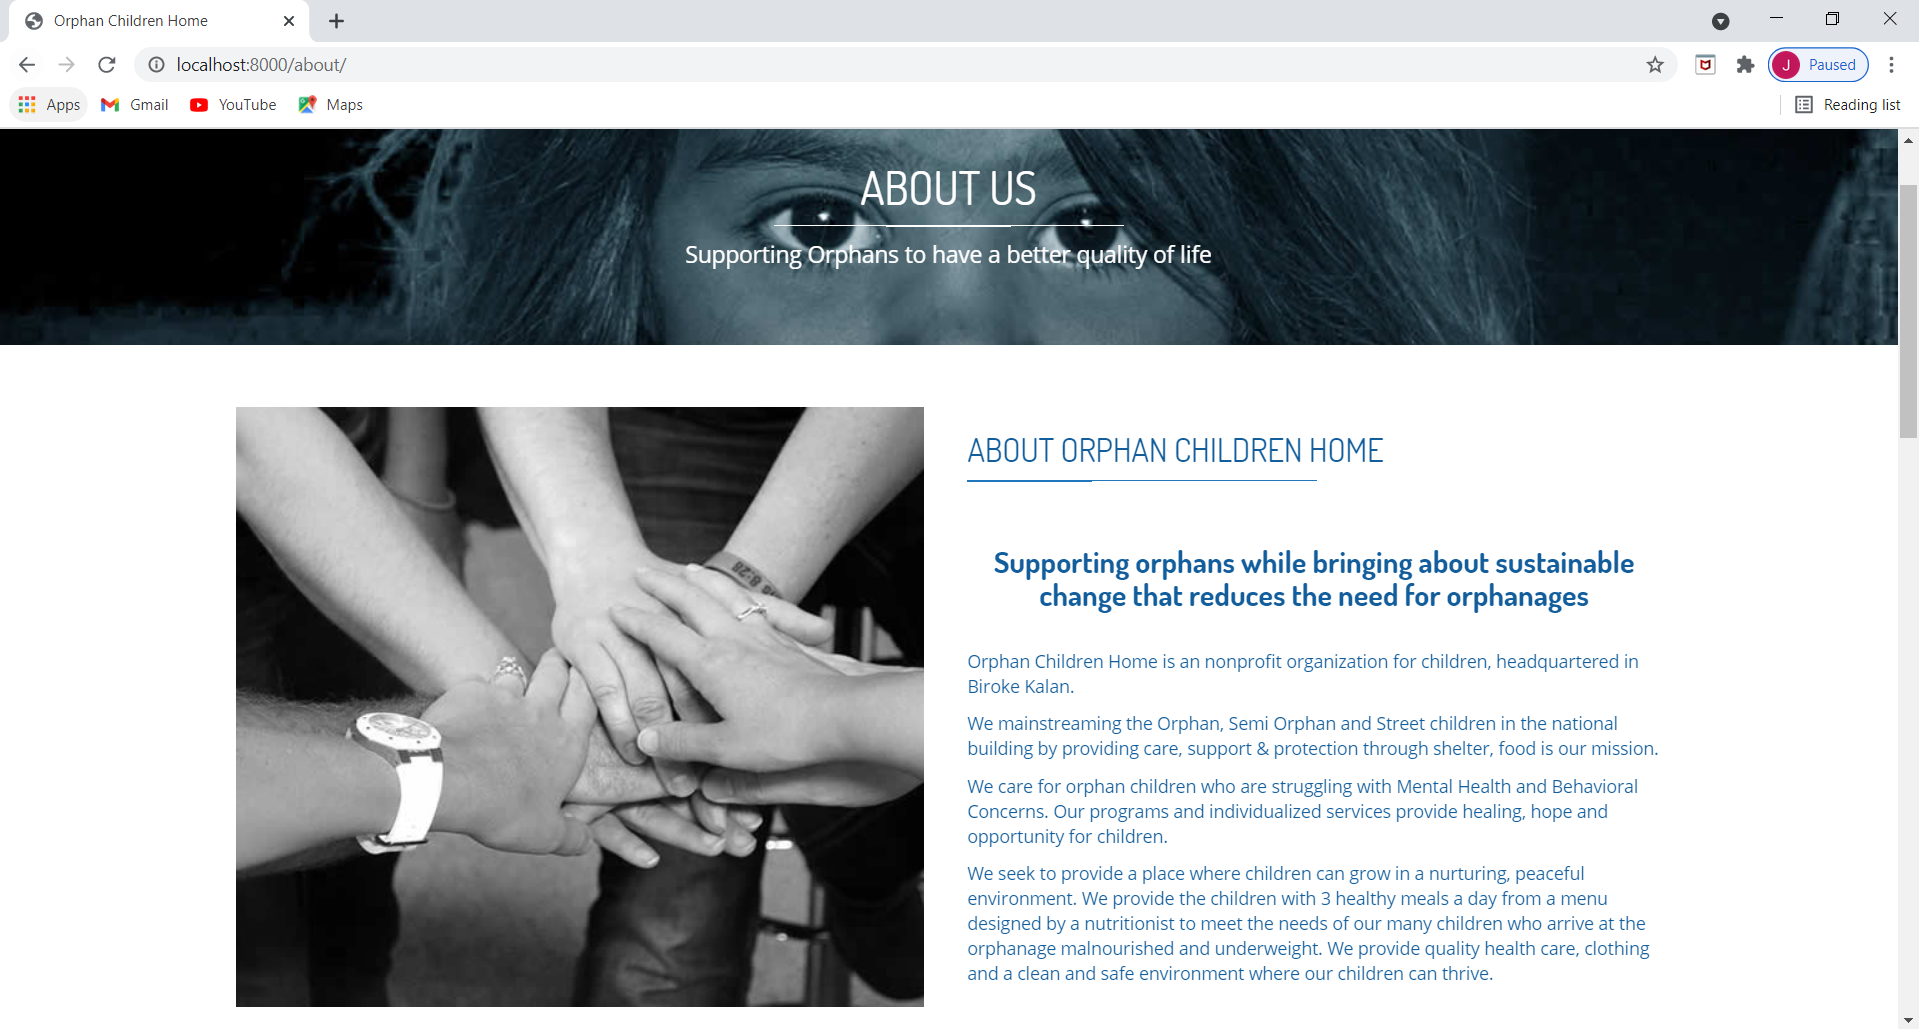 Orphan Children Home
localhost:8000/about/
J Paused
Apps Gmail YouTube Maps Reading list
ABOUT US
Supporting Orphans to have a better quality of life
8:28
ABOUT ORPHAN CHILDREN HOME
Supporting orphans while bringing about sustainable
change that reduces the need for orphanages
Orphan Children Home is an nonprofit organization for children, headquartered in
Biroke Kalan.
We mainstreaming the Orphan, Semi Orphan and Street children in the national
building by providing care, support & protection through shelter, food is our mission.
We care for orphan children who are struggling with Mental Health and Behavioral
Concerns. Our programs and individualized services provide healing, hope and
opportunity for children.
We seek to provide a place where children can grow in a nurturing, peaceful
environment. We provide the children with 3 healthy meals a day from a menu
designed by a nutritionist to meet the needs of our many children who arrive at the
orphanage malnourished and underweight. We provide quality health care, clothing
and a clean and safe environment where our children can thrive.